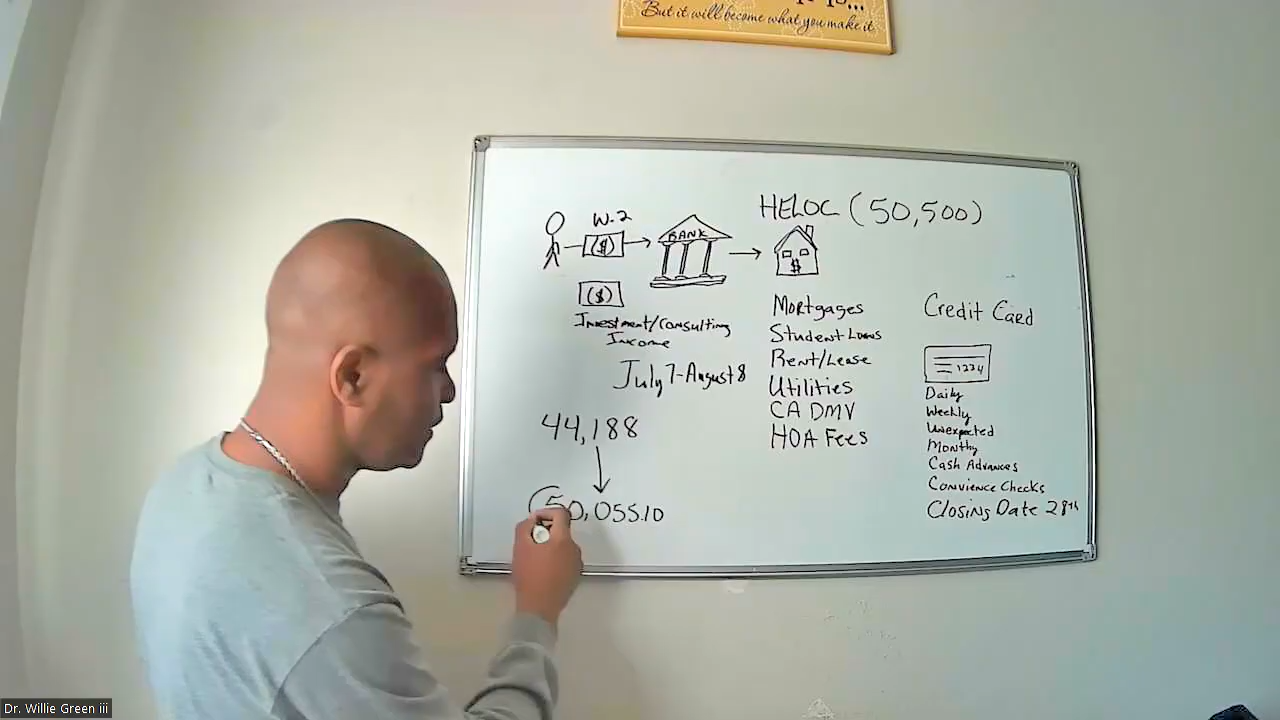 But it will become what you make it
HELOC (50,500)
W-2
($)
BANK
$
($)
Investment/Consulting
Income
July 7-August 8
44,188
50,055.10
Mortgages
Student Loans
Rent/Lease
Utilities
CA DMV
HOA Fees
Credit Card
1234
Daily
Weekly
Unexpected
Monthly
Cash Advances
Convience Checks
Closing Date 28th
Dr. Willie Green iii